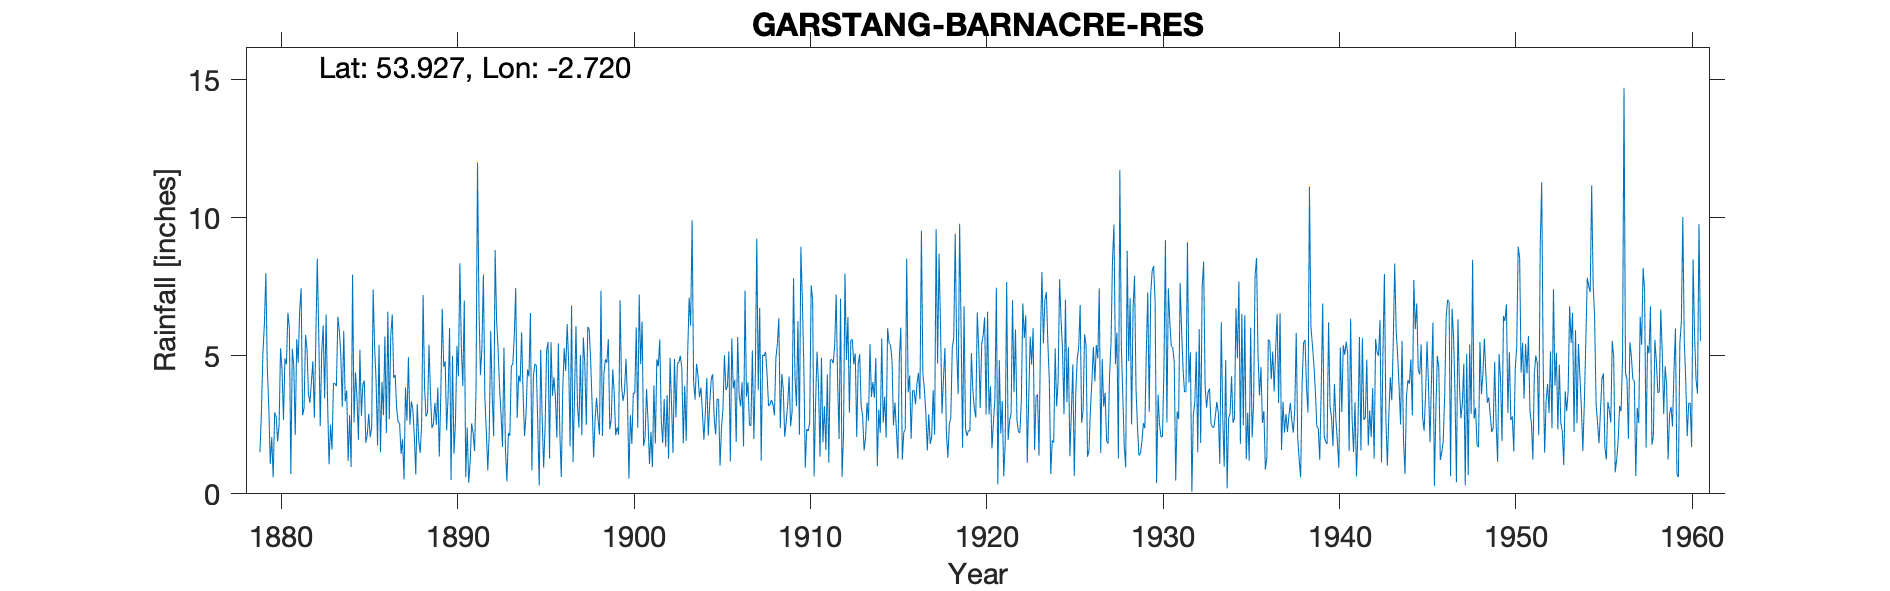 GARSTANG-BARNACRE-RES
Lat: 53.927, Lon: -2.720
15
10
5
0
Rainfall [inches]
1880 1890 1900 1910 1920 1930 1940 1950 1960
Year